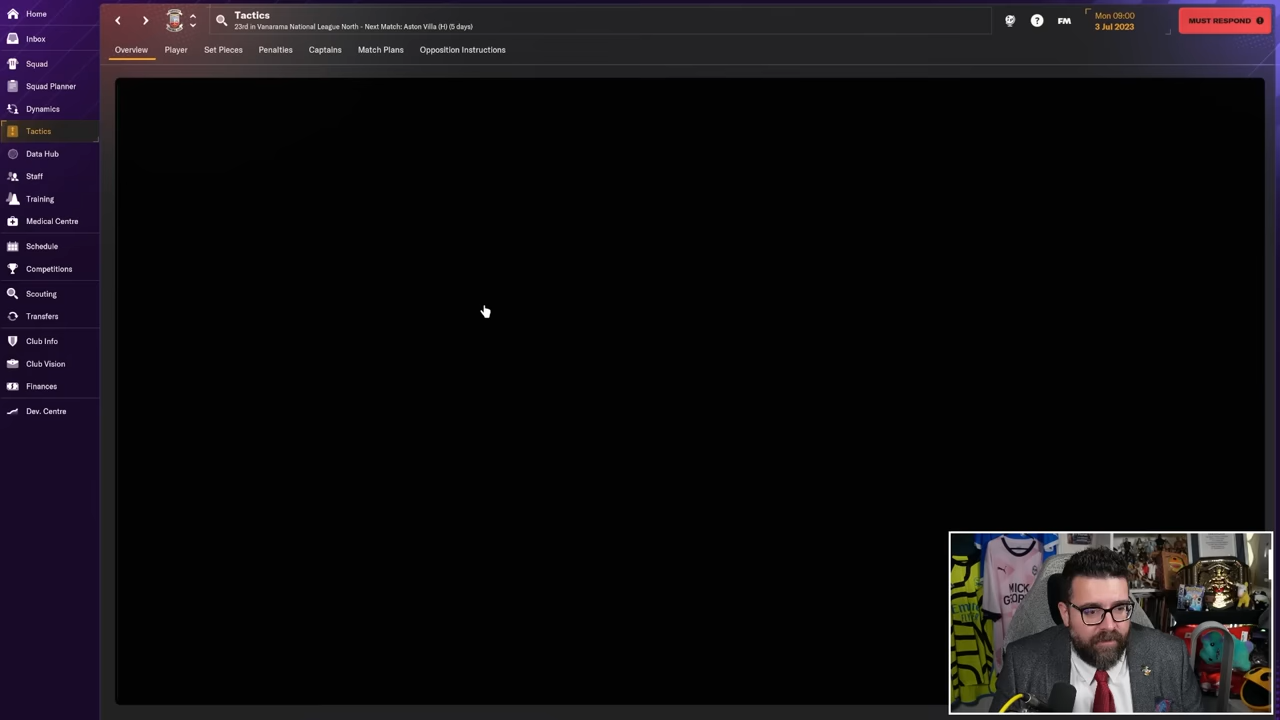 Home
Inbox
Squad
Squad Planner
Dynamics
Tactics
Data Hub
Staff
Training
Medical Centre
Schedule
Competitions
Scouting
Transfers
Club Info
Club Vision
Finances
Dev. Centre
Tactics
23rd in Vanarama National League North - Next Match: Aston Villa (H) (5 days)
FM
Mon 09:00
3 Jul 2023
MUST RESPOND
Overview
Player
Set Pieces
Penalties
Captains
Match Plans
Opposition Instructions
MICK